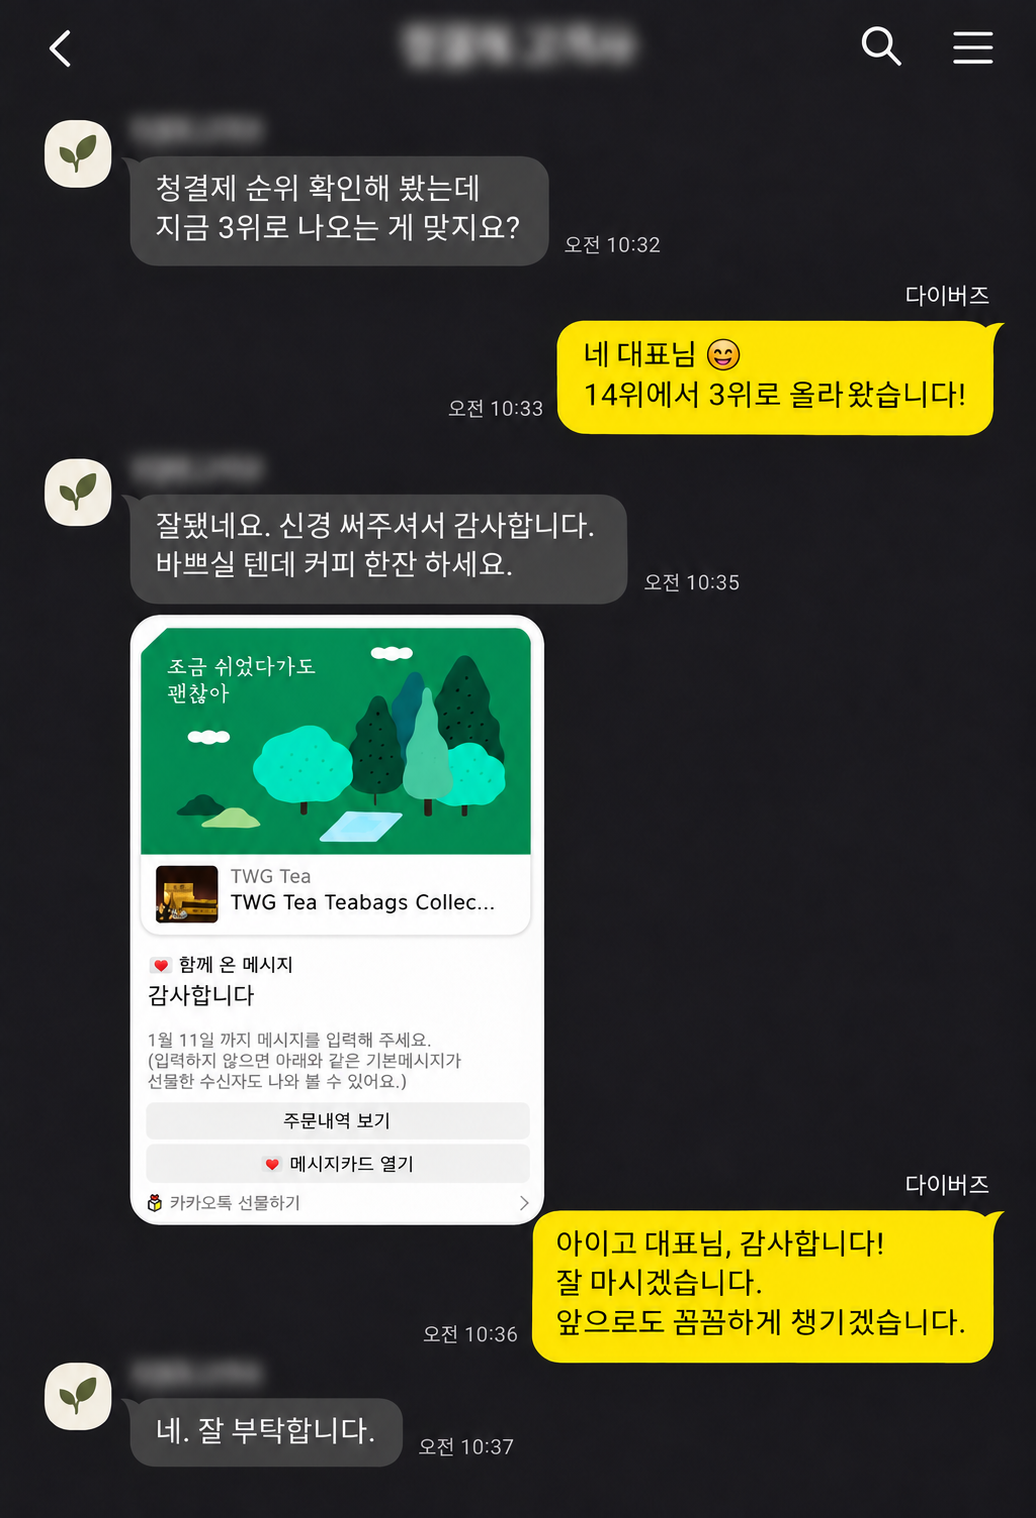 청결제 순위 확인해 봤는데
지금 3위로 나오는 게 맞지요?
오전 10:32
다이버즈
네 대표님 😄
14위에서 3위로 올라왔습니다!
오전 10:33
잘됐네요. 신경 써주셔서 감사합니다.
바쁘실 텐데 커피 한잔 하세요.
오전 10:35
조금 쉬었다가도
괜찮아
TWG Tea
TWG Tea Teabags Collec...
함께 온 메시지
감사합니다
1월 11일 까지 메시지를 입력해 주세요.
(입력하지 않으면 아래와 같은 기본메시지가
선물한 수신자도 나와 볼 수 있어요.)
주문내역 보기
메시지카드 열기
카카오톡 선물하기
다이버즈
아이고 대표님, 감사합니다!
잘 마시겠습니다.
앞으로도 꼼꼼하게 챙기겠습니다.
오전 10:36
네. 잘 부탁합니다.
오전 10:37